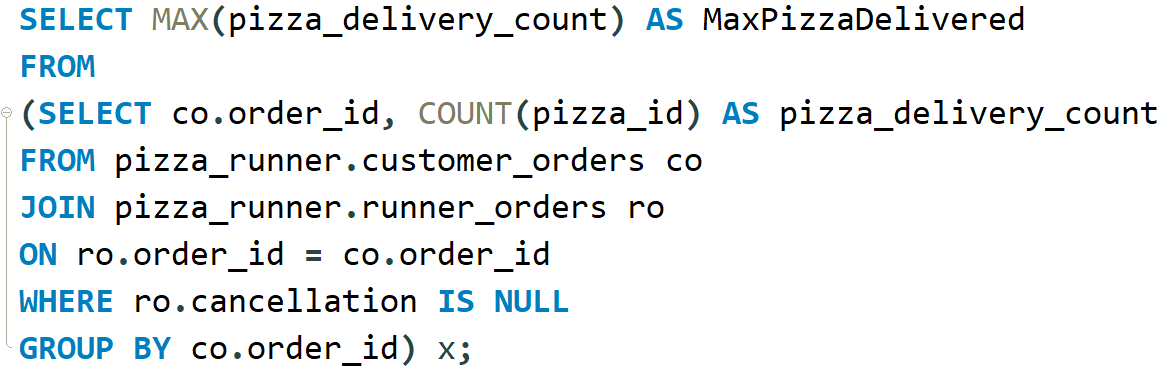 SELECT MAX(pizza_delivery_count) AS MaxPizzaDelivered
FROM
(SELECT co.order_id, COUNT(pizza_id) AS pizza_delivery_count
FROM pizza_runner.customer_orders co
JOIN pizza_runner.runner_orders ro
ON ro.order_id = co.order_id
WHERE ro.cancellation IS NULL
GROUP BY co.order_id) x;